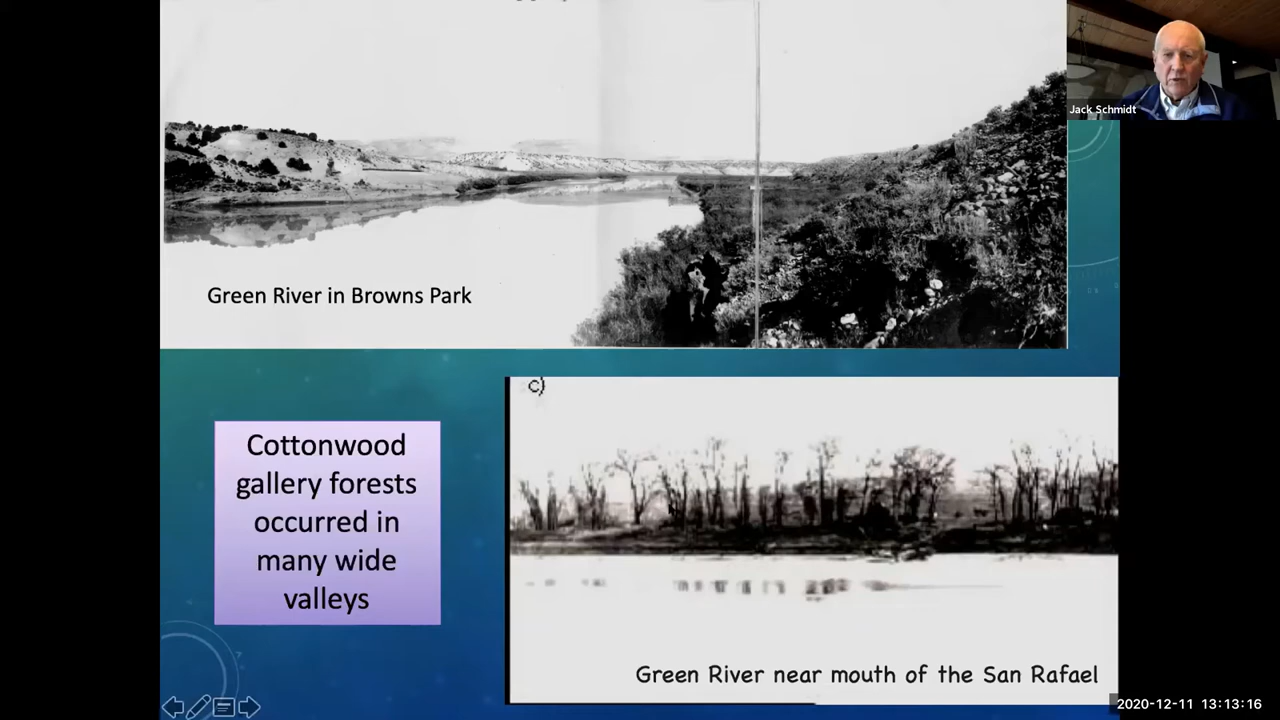 Jack Schmidt
Green River in Browns Park
c)
Cottonwood
gallery forests
occurred in
many wide
valleys
Green River near mouth of the San Rafael
2020-12-11 13:13:16